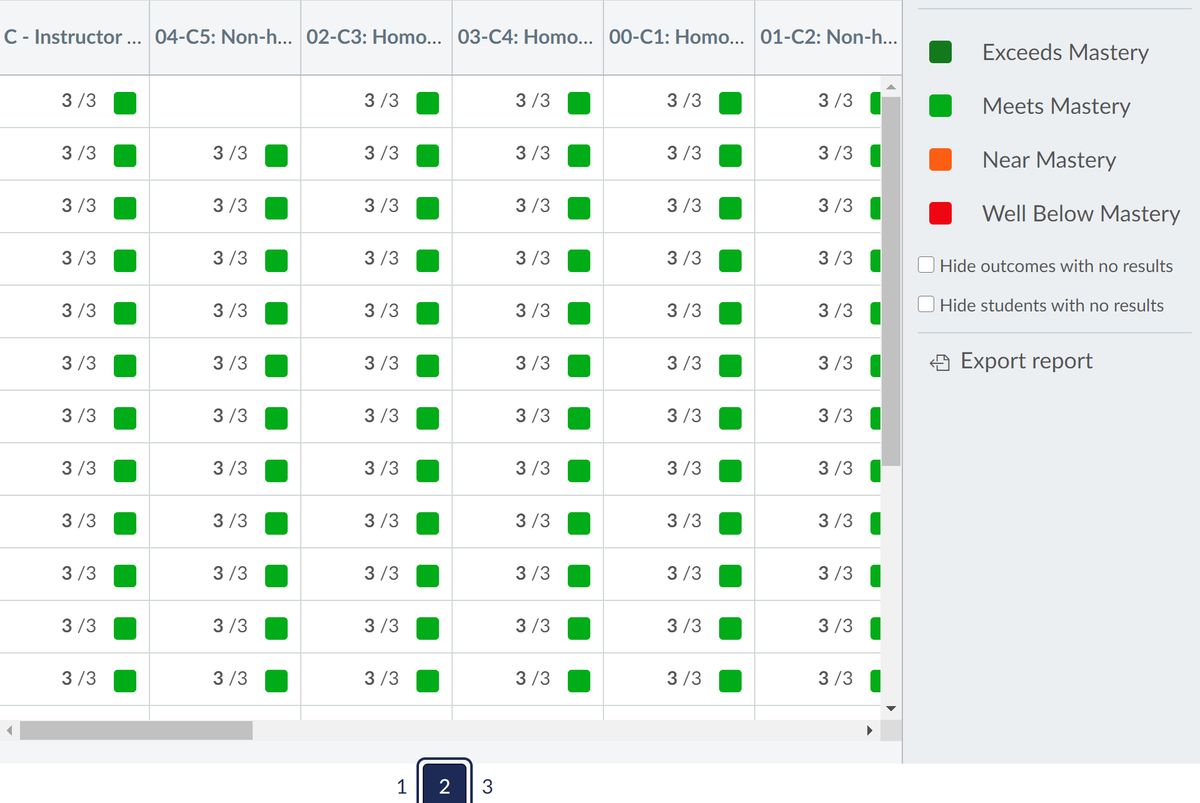 C - Instructor ... 04-C5: Non-h... 02-C3: Homo... 03-C4: Homo... 00-C1: Homo... 01-C2: Non-h...
3 /3 3 /3 3 /3 3 /3 3 /3
3 /3 3 /3 3 /3 3 /3 3 /3 3 /3
3 /3 3 /3 3 /3 3 /3 3 /3 3 /3
3 /3 3 /3 3 /3 3 /3 3 /3 3 /3
3 /3 3 /3 3 /3 3 /3 3 /3 3 /3
3 /3 3 /3 3 /3 3 /3 3 /3 3 /3
3 /3 3 /3 3 /3 3 /3 3 /3 3 /3
3 /3 3 /3 3 /3 3 /3 3 /3 3 /3
3 /3 3 /3 3 /3 3 /3 3 /3 3 /3
3 /3 3 /3 3 /3 3 /3 3 /3 3 /3
3 /3 3 /3 3 /3 3 /3 3 /3 3 /3
3 /3 3 /3 3 /3 3 /3 3 /3 3 /3
1 2 3
Exceeds Mastery
Meets Mastery
Near Mastery
Well Below Mastery
Hide outcomes with no results
Hide students with no results
Export report